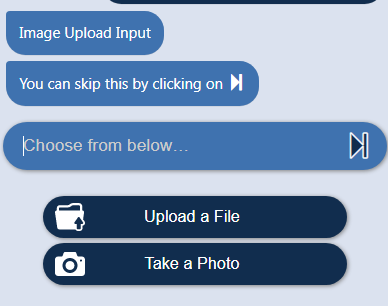 Image Upload Input
You can skip this by clicking on
Choose from below...
Upload a File
Take a Photo